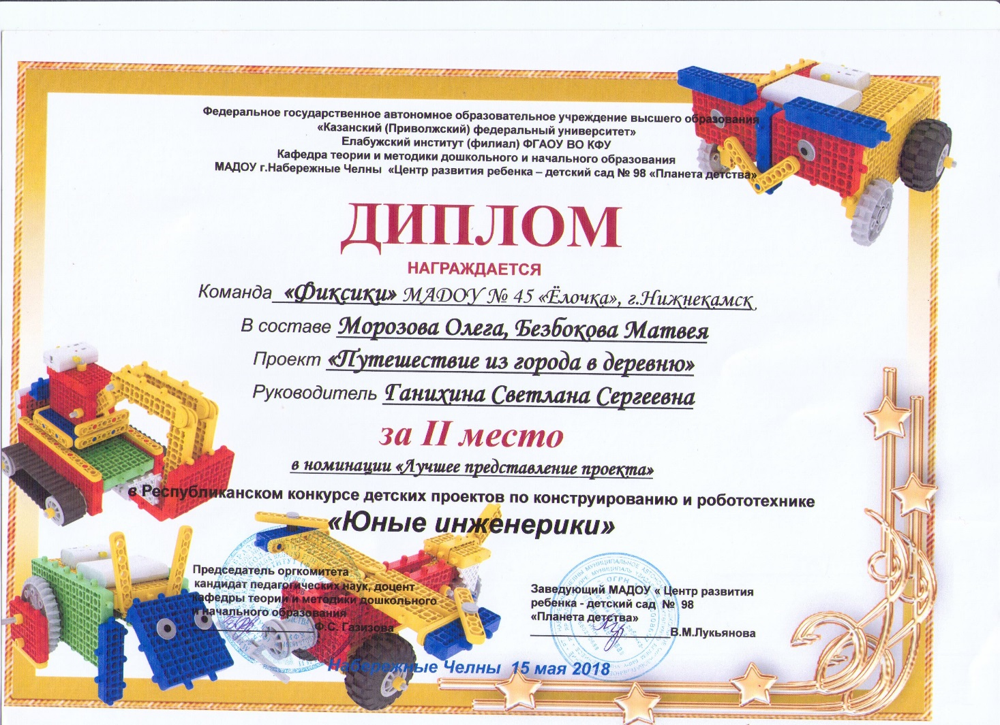 Федеральное государственное автономное образовательное учреждение высшего образования
«Казанский (Приволжский) федеральный университет»
Елабужский институт (филиал) ФГАОУ ВО КФУ
Кафедра теории и методики дошкольного и начального образования
МАДОУ г.Набережные Челны «Центр развития ребенка – детский сад № 98 «Планета детства»
ДИПЛОМ
НАГРАЖДАЕТСЯ
Команда «Фиксики» МАДОУ № 45 «Ёлочка», г.Нижнекамск
В составе Морозова Олега, Безбокова Матвея
Проект «Путешествие из города в деревню»
Руководитель Ганихина Светлана Сергеевна
за II место
в номинации «Лучшее представление проекта»
в Республиканском конкурсе детских проектов по конструированию и робототехнике
«Юные инженерики»
Председатель оргкомитета
кандидат педагогических наук, доцент
кафедры теории и методики дошкольного
и начального образования
Ф.С. Газизова
Заведующий МАДОУ « Центр развития
ребенка - детский сад № 98
«Планета детства»
В.М.Лукьянова
Набережные Челны 15 мая 2018